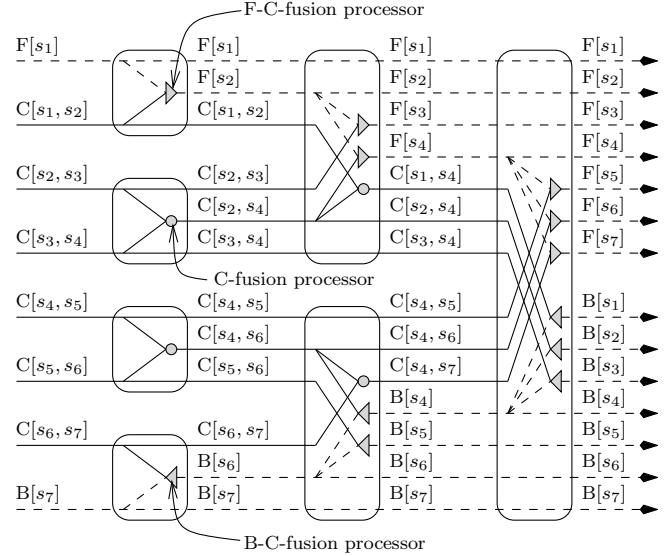 F-C-fusion processor
F[s₁] F[s₁] F[s₁] F[s₁]
F[s₂] F[s₂] F[s₂]
C[s₁, s₂] C[s₁, s₂] F[s₃] F[s₃]
F[s₄] F[s₄]
C[s₂, s₃] C[s₂, s₃] C[s₁, s₄] F[s₅]
C[s₂, s₄] C[s₂, s₄] F[s₆]
C[s₃, s₄] C[s₃, s₄] C[s₃, s₄] F[s₇]
C-fusion processor
C[s₄, s₅] C[s₄, s₅] C[s₄, s₅] B[s₁]
C[s₄, s₆] C[s₄, s₆] B[s₂]
C[s₅, s₆] C[s₅, s₆] C[s₄, s₇] B[s₃]
B[s₄] B[s₄]
C[s₆, s₇] C[s₆, s₇] B[s₅] B[s₅]
B[s₆] B[s₆] B[s₆]
B[s₇] B[s₇] B[s₇] B[s₇]
B-C-fusion processor